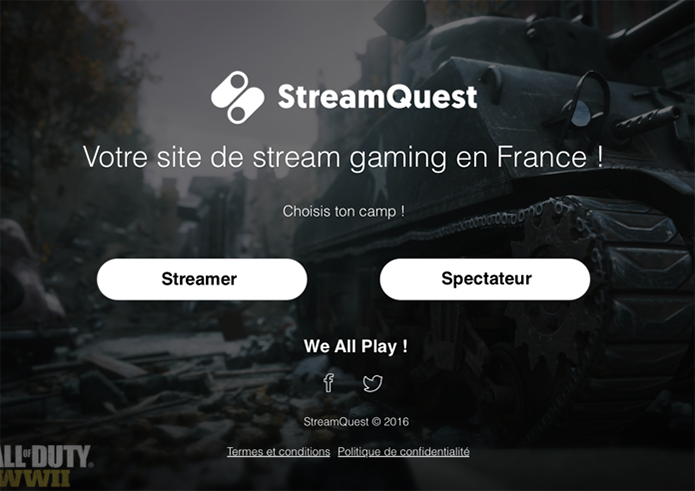 StreamQuest
Votre site de stream gaming en France !
Choisis ton camp !
Streamer
Spectateur
We All Play !
StreamQuest © 2016
Termes et conditions Politique de confidentialité
ALL OF DUTY®
WWII